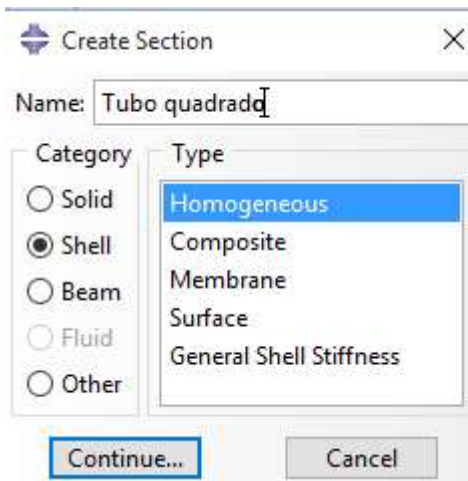 Create Section
Name: Tubo quadrado
Category
Type
Solid
Shell
Beam
Fluid
Other
Homogeneous
Composite
Membrane
Surface
General Shell Stiffness
Continue...
Cancel